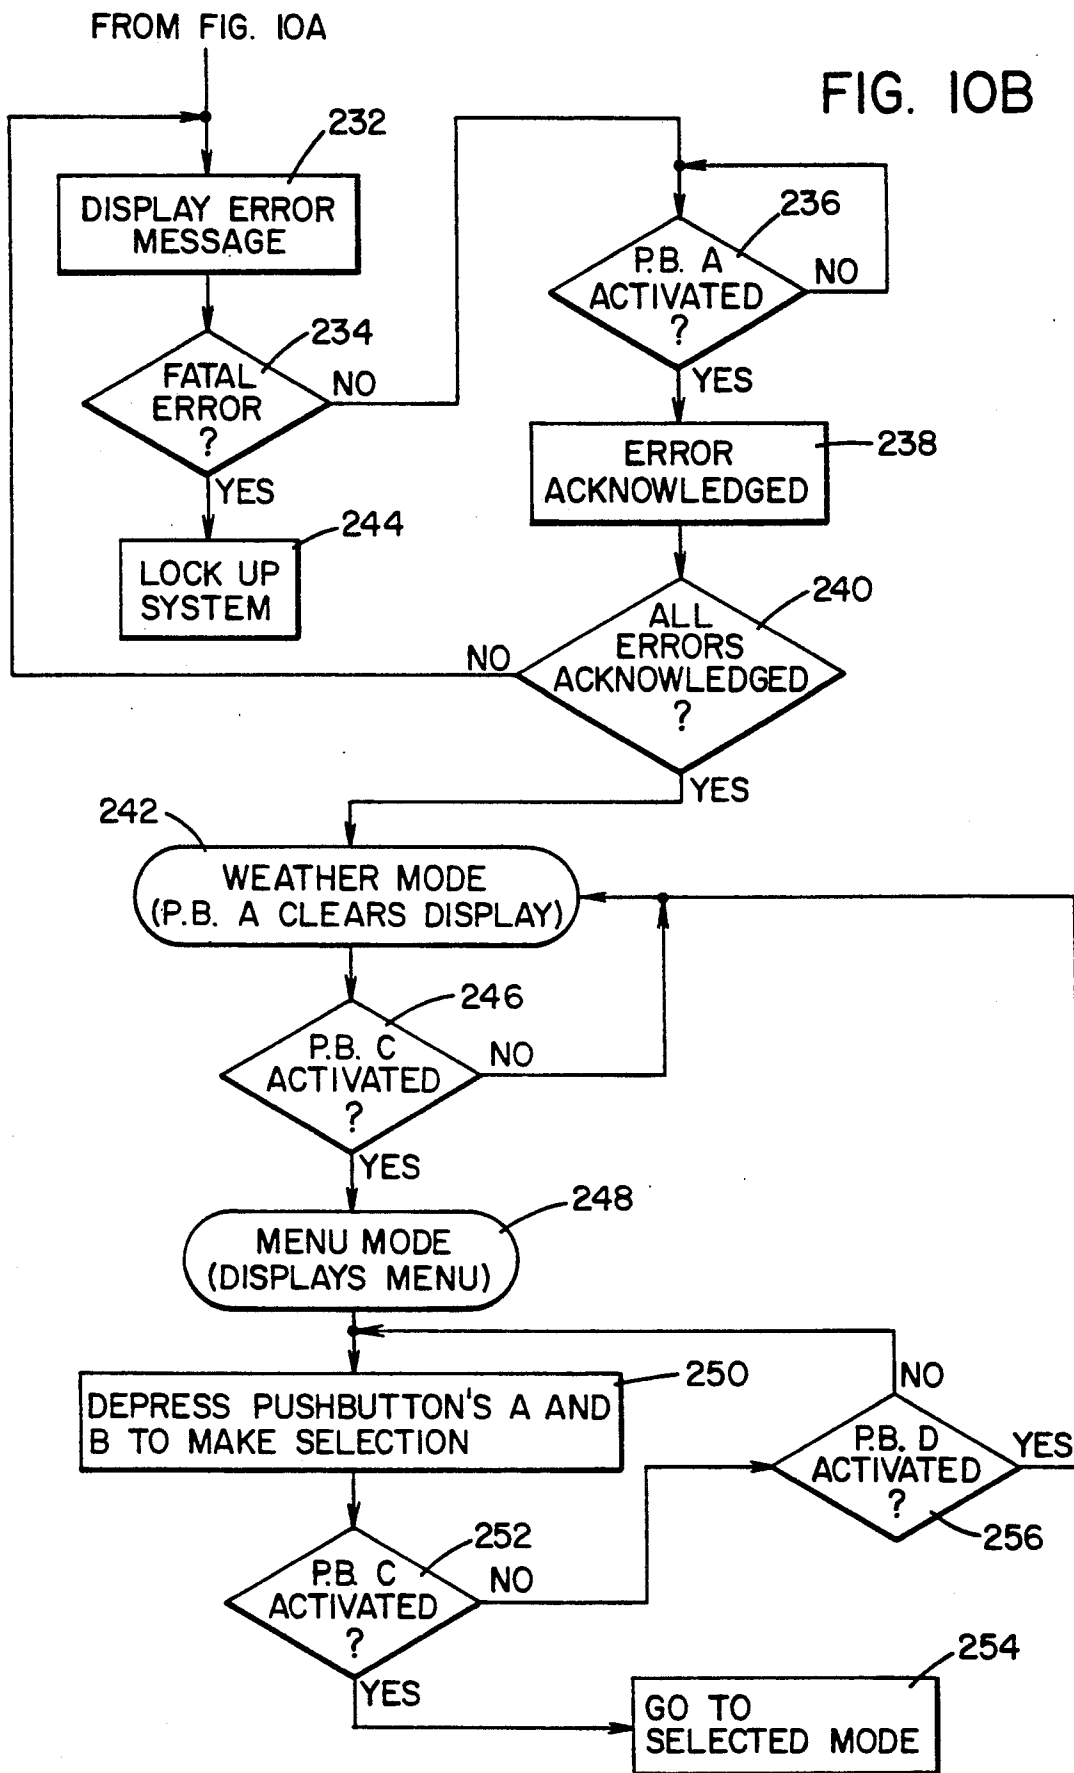 FROM FIG. 10A
FIG. 10B
232
DISPLAY ERROR
MESSAGE
234
FATAL
ERROR
?
NO
YES
244
LOCK UP
SYSTEM
236
P.B. A
ACTIVATED
?
NO
YES
238
ERROR
ACKNOWLEDGED
240
ALL
ERRORS
ACKNOWLEDGED
?
NO
YES
242
WEATHER MODE
(P.B. A CLEARS DISPLAY)
246
P.B. C
ACTIVATED
?
NO
YES
248
MENU MODE
(DISPLAYS MENU)
250
DEPRESS PUSHBUTTON'S A AND
B TO MAKE SELECTION
252
P.B. C
ACTIVATED
?
NO
YES
NO
P.B. D
ACTIVATED
?
YES
256
254
GO TO
SELECTED MODE